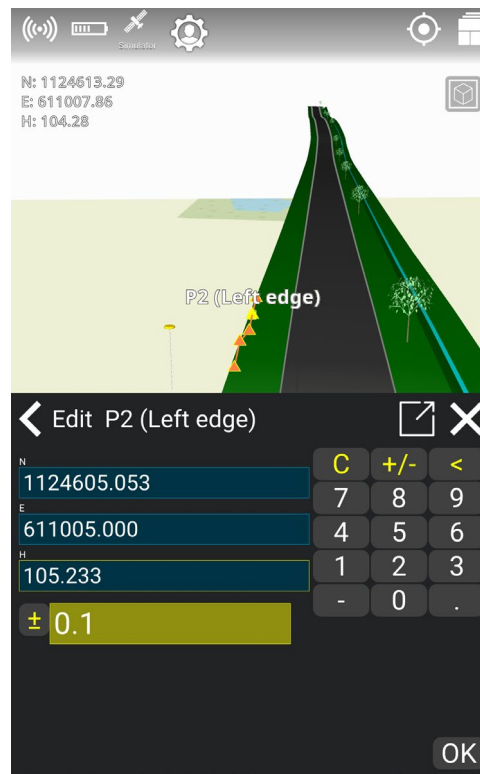 Simulator
N: 1124613.29
E: 611007.86
H: 104.28
P2 (Left edge)
Edit P2 (Left edge)
N
1124605.053
E
611005.000
H
105.233
± 0.1
C +/- <
7 8 9
4 5 6
1 2 3
- 0 .
OK